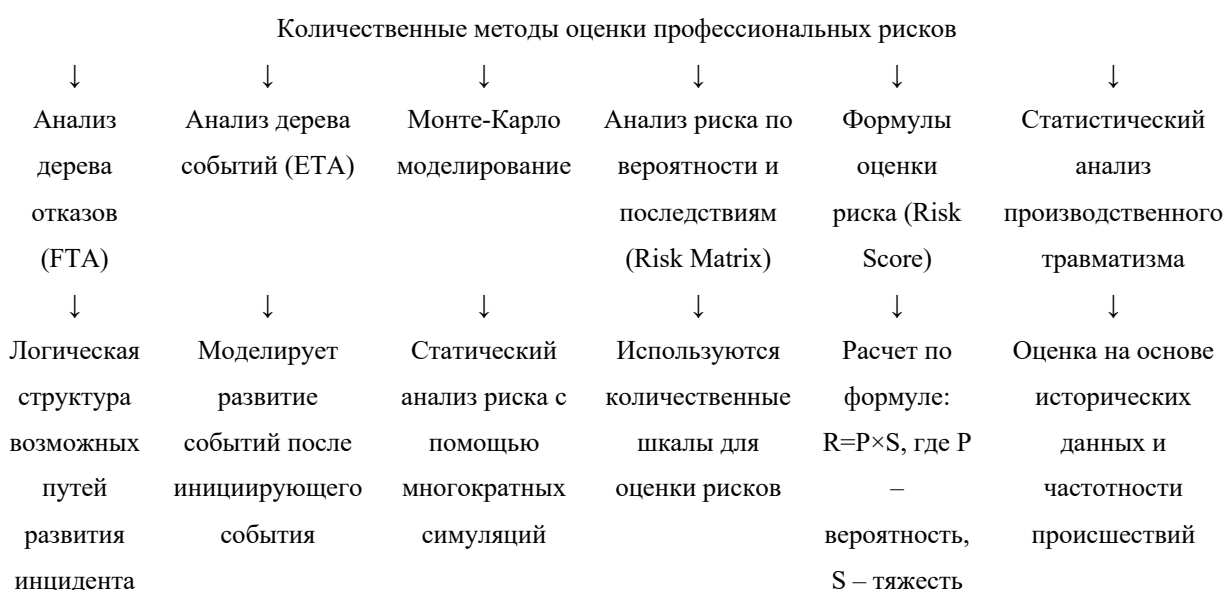 Количественные методы оценки профессиональных рисков
↓ ↓ ↓ ↓ ↓ ↓
Анализ Анализ дерева Монте-Карло Анализ риска по Формулы Статистический
дерева событий (ETA) моделирование вероятности и оценки анализ
отказов последствиям риска (Risk производственного
(FTA) (Risk Matrix) Score) травматизма
↓ ↓ ↓ ↓ ↓ ↓
Логическая Моделирует Статический Используются Расчет по Оценка на основе
структура развитие анализ риска с количественные формуле: исторических
возможных событий после помощью шкалы для R=P×S, где P данных и
путей инициирующего многократных оценки рисков – частотности
развития события симуляций вероятность, происшествий
инцидента S – тяжесть